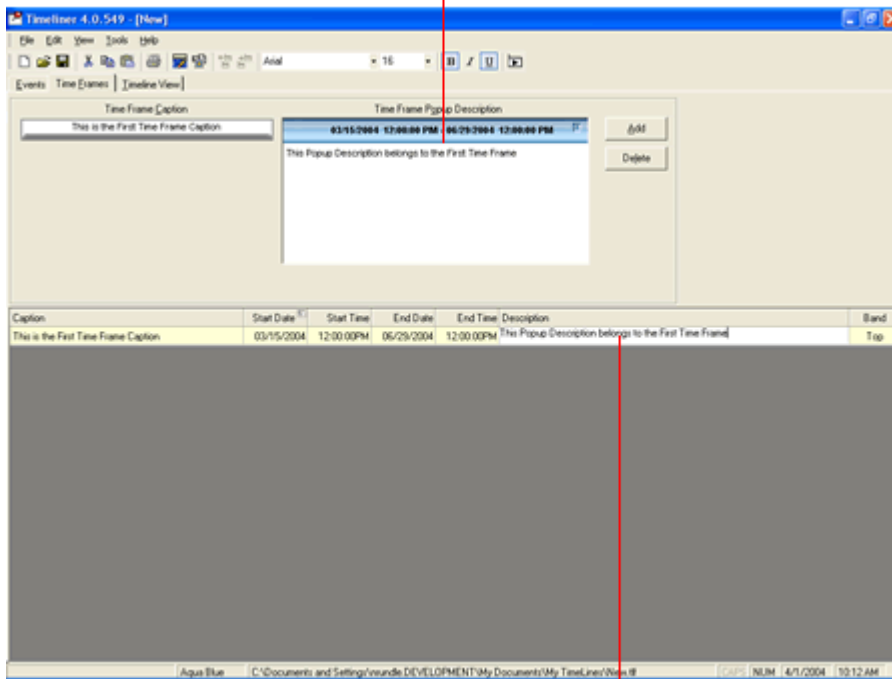 Timeliner 4.0.549 - [New]
File Edit View Tools Help
Arial 16 B I U
Events Time Frames Timeline View
Time Frame Caption Time Frame Popup Description
This is the First Time Frame Caption 03/15/2004 12:00:00 PM - 06/29/2004 12:00:00 PM Add
This Popup Description belongs to the First Time Frame Delete
Caption Start Date Start Time End Date End Time Description Band
This is the First Time Frame Caption 03/15/2004 12:00:00PM 06/29/2004 12:00:00PM This Popup Description belongs to the First Time Frame Top
Aqua Blue C:\Documents and Settings\vrundle.DEVELOPMENT\My Documents\My TimeLines\New.tll CAPS NUM 4/1/2004 10:12 AM